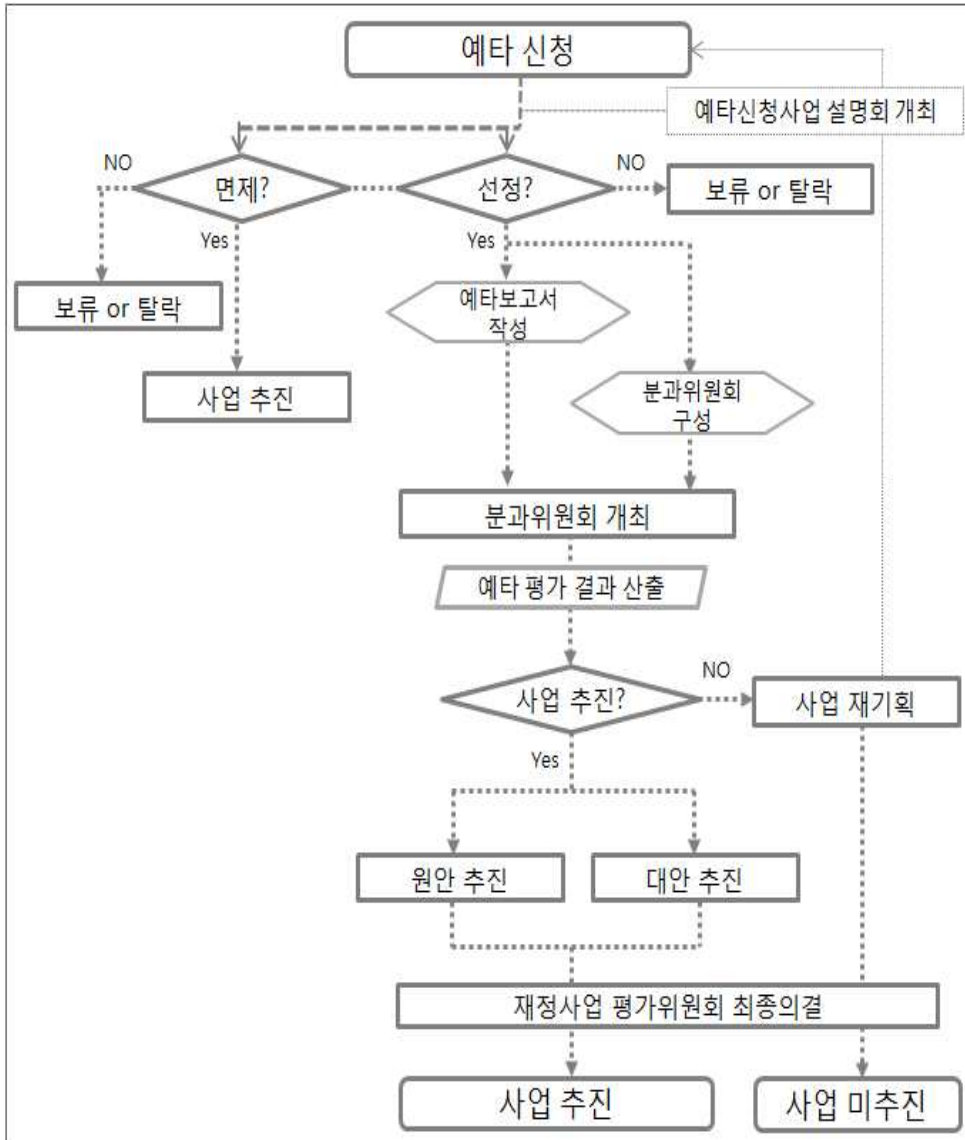 예타 신청
예타신청사업 설명회 개최
NO
면제?
선정?
NO
보류 or 탈락
Yes
Yes
보류 or 탈락
예타보고서
작성
사업 추진
분과위원회
구성
분과위원회 개최
예타 평가 결과 산출
사업 추진?
NO
사업 재기획
Yes
원안 추진
대안 추진
재정사업 평가위원회 최종의결
사업 추진
사업 미추진